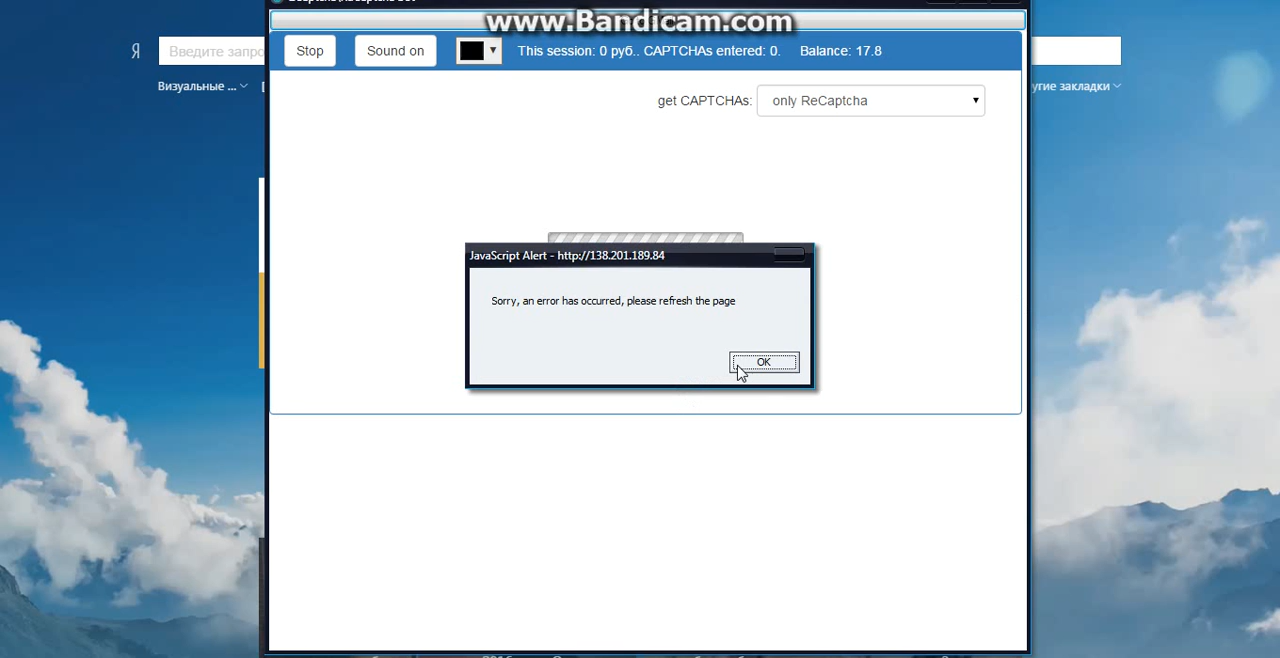 www.Bandicam.com
Stop
Sound on
This session: 0 руб.. CAPTCHAs entered: 0.
Balance: 17.8
Я
Введите запро
Визуальные ...
угие закладки
get CAPTCHAs:
only ReCaptcha
JavaScript Alert - http://138.201.189.84
Sorry, an error has occurred, please refresh the page
OK